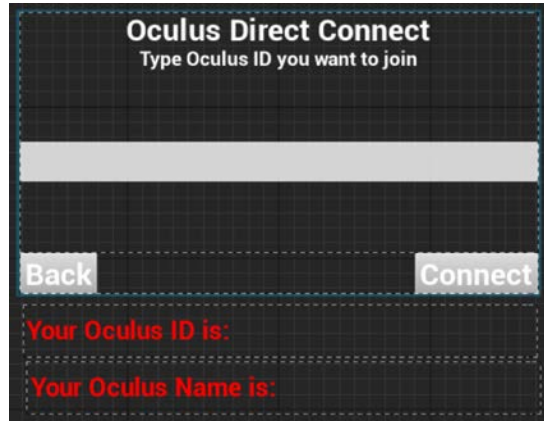 Oculus Direct Connect
Type Oculus ID you want to join
Back
Connect
Your Oculus ID is:
Your Oculus Name is: